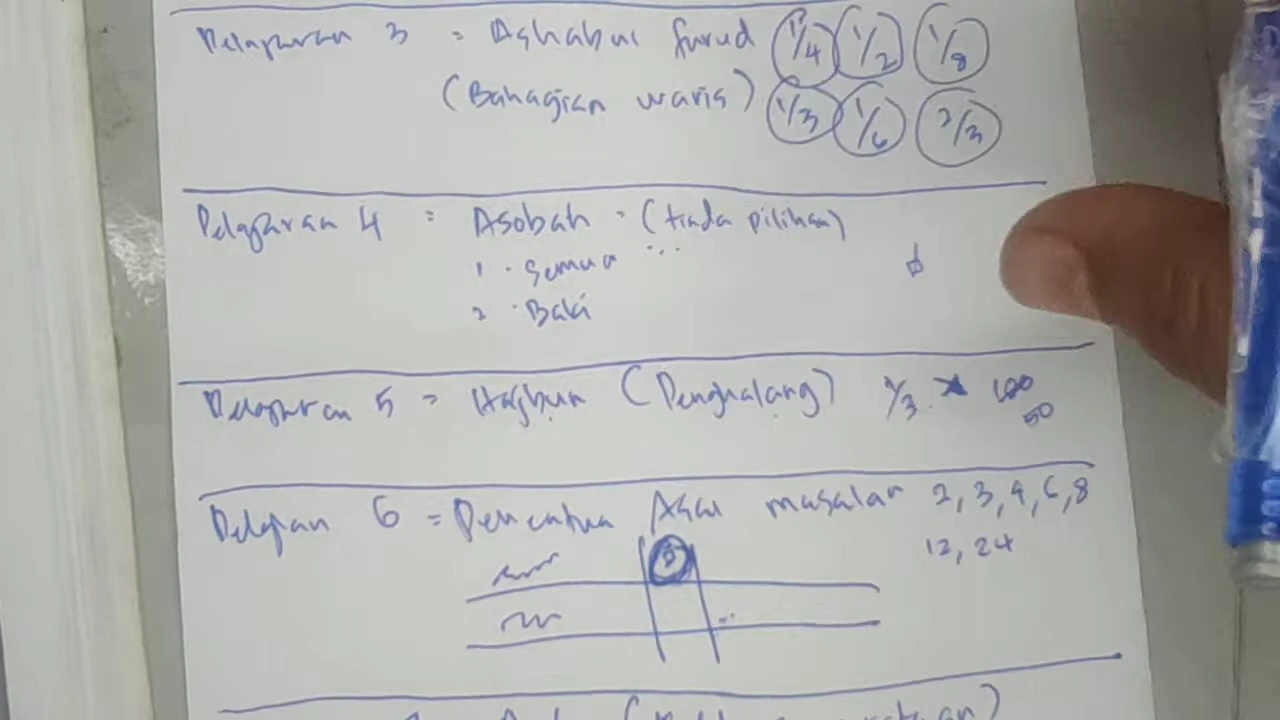 Pelajaran 3 = Ashabul furud 1/4 1/2 1/8
(Bahagian waris) 1/3 1/6 2/3
Pelajaran 4 = Asobah - (tiada pilihan)
1. Semua
2. Baki
Pelajaran 5 = Hajbun (Penghalang) 1/3 100
50
Pelajaran 6 = Penentuan Asal masalah 2, 3, 4, 6, 8
12, 24